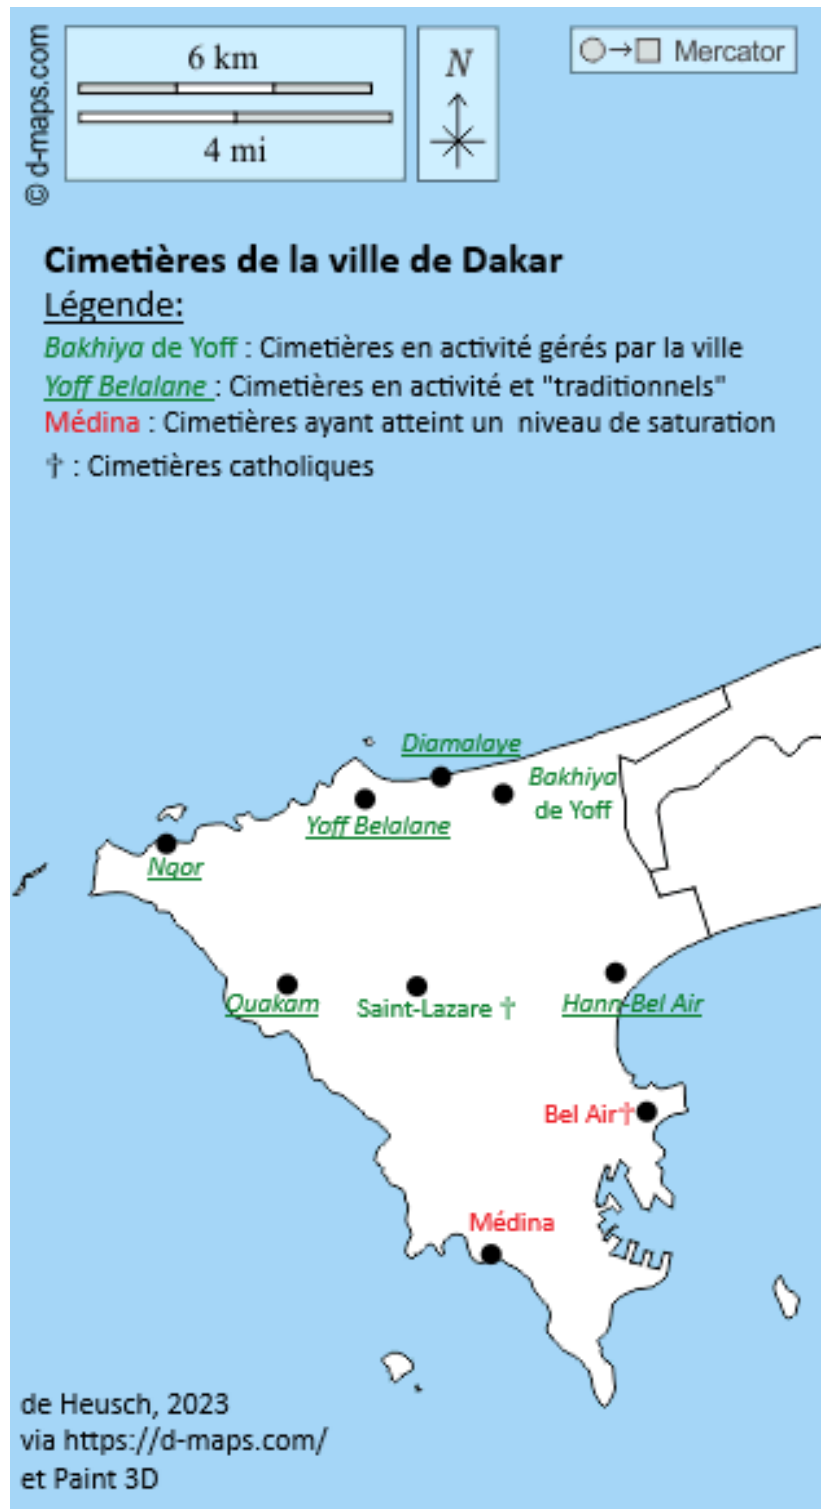 © d-maps.com
6 km
4 mi
N
Mercator
Cimetières de la ville de Dakar
Légende:
Bakhiya de Yoff : Cimetières en activité gérés par la ville
Yoff Belalane : Cimetières en activité et "traditionnels"
Médina : Cimetières ayant atteint un niveau de saturation
† : Cimetières catholiques
Diamalaye
Bakhiya
de Yoff
Yoff Belalane
Ngor
Ouakam
Saint-Lazare †
Hann-Bel Air
Bel Air†
Médina
de Heusch, 2023
via https://d-maps.com/
et Paint 3D